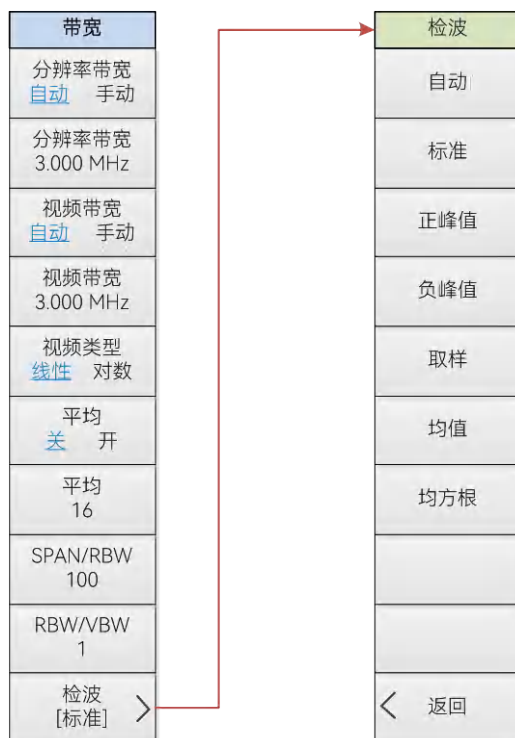 带宽
分辨率带宽
自动 手动
分辨率带宽
3.000 MHz
视频带宽
自动 手动
视频带宽
3.000 MHz
视频类型
线性 对数
平均
关 开
平均
16
SPAN/RBW
100
RBW/VBW
1
检波
[标准]
检波
自动
标准
正峰值
负峰值
取样
均值
均方根
返回